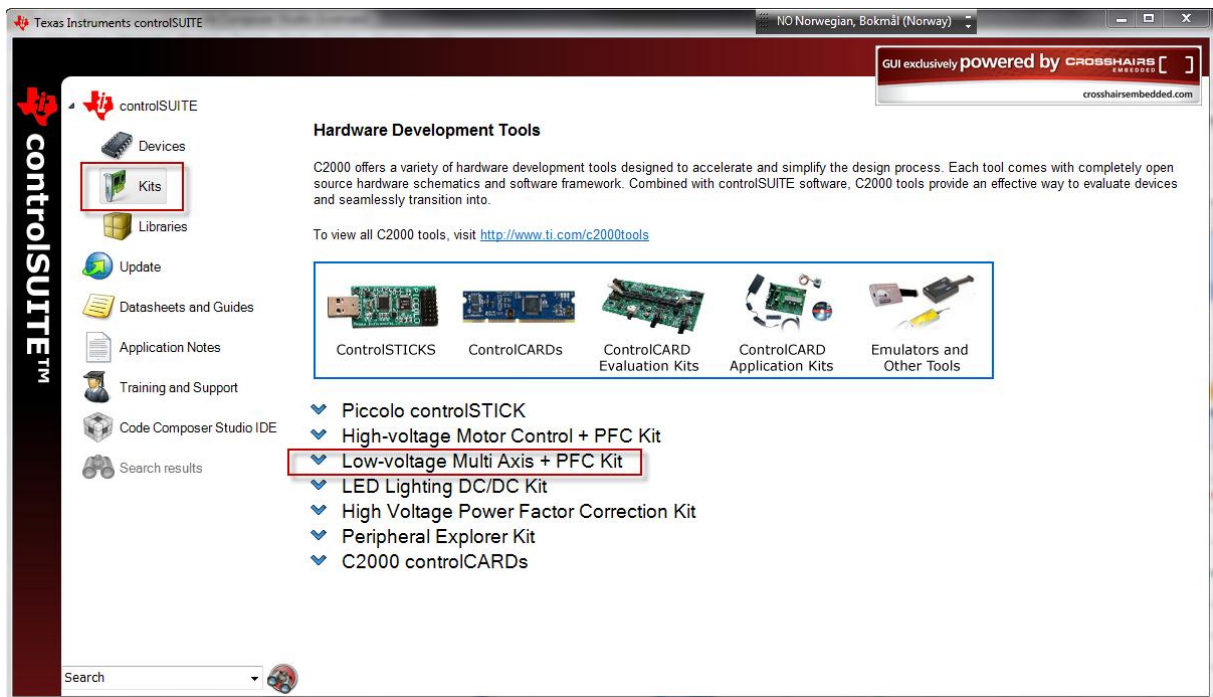 Texas Instruments controlSUITE
NO Norwegian, Bokmål (Norway)
GUI exclusively powered by CROSSHAIRS
EMBEDDED
crosshairsembedded.com
controlSUITE™
controlSUITE
Devices
Kits
Libraries
Update
Datasheets and Guides
Application Notes
Training and Support
Code Composer Studio IDE
Search results
Search
Hardware Development Tools
C2000 offers a variety of hardware development tools designed to accelerate and simplify the design process. Each tool comes with completely open
source hardware schematics and software framework. Combined with controlSUITE software, C2000 tools provide an effective way to evaluate devices
and seamlessly transition into.
To view all C2000 tools, visit http://www.ti.com/c2000tools
ControlSTICKS
ControlCARDs
ControlCARD
Evaluation Kits
ControlCARD
Application Kits
Emulators and
Other Tools
Piccolo controlSTICK
High-voltage Motor Control + PFC Kit
Low-voltage Multi Axis + PFC Kit
LED Lighting DC/DC Kit
High Voltage Power Factor Correction Kit
Peripheral Explorer Kit
C2000 controlCARDs